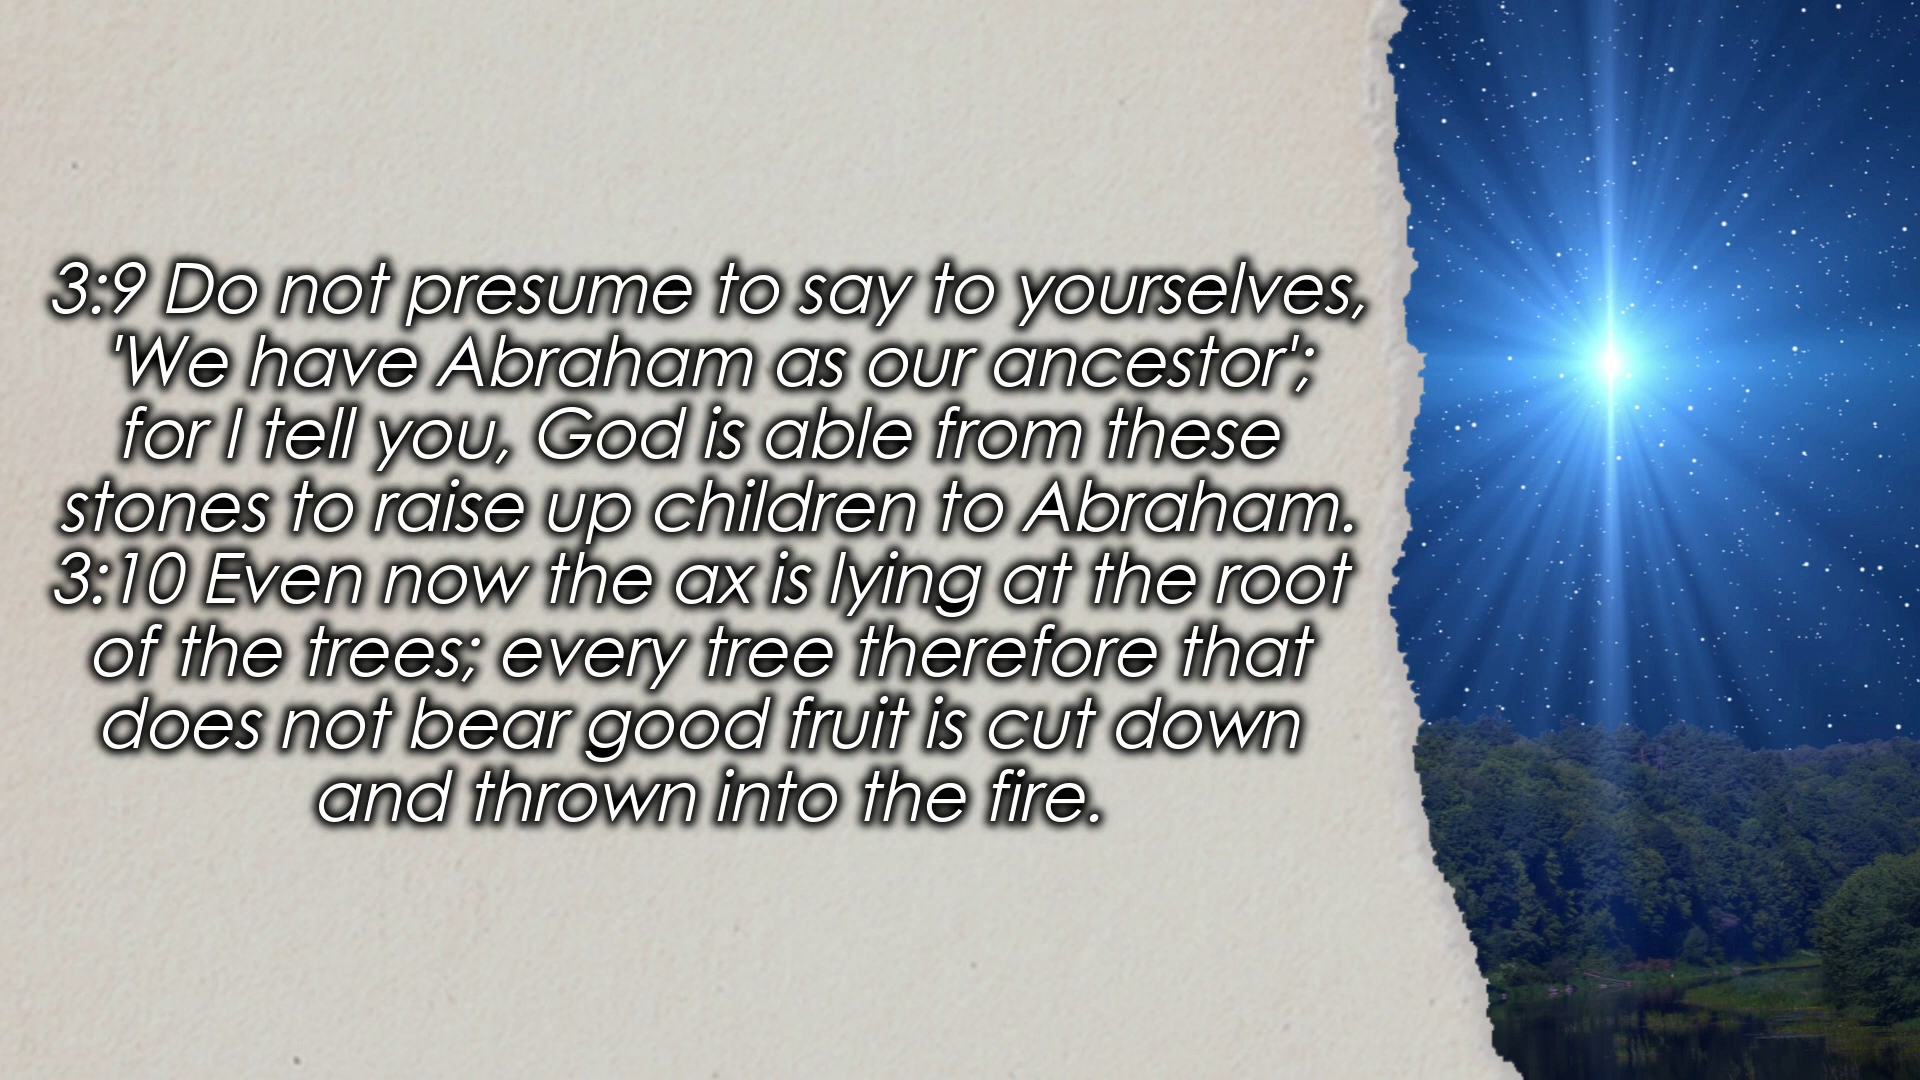 3:9 Do not presume to say to yourselves,
'We have Abraham as our ancestor';
for I tell you, God is able from these
stones to raise up children to Abraham.
3:10 Even now the ax is lying at the root
of the trees; every tree therefore that
does not bear good fruit is cut down
and thrown into the fire.